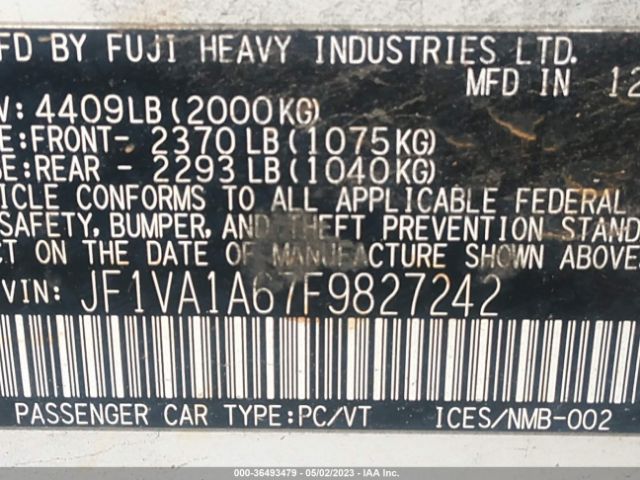 MFD BY FUJI HEAVY INDUSTRIES LTD.
MFD IN 12
W: 4409LB (2000KG)
E:FRONT- 2370 LB (1075KG)
E:REAR - 2293 LB (1040KG)
ICLE CONFORMS TO ALL APPLICABLE FEDERAL
SAFETY, BUMPER, AND THEFT PREVENTION STAND
CT ON THE DATE OF MANUFACTURE SHOWN ABOVE.
VIN: JF1VA1A67F9827242
PASSENGER CAR TYPE:PC/VT ICES/NMB-002
000-36493479 - 05/02/2023 - IAA Inc.